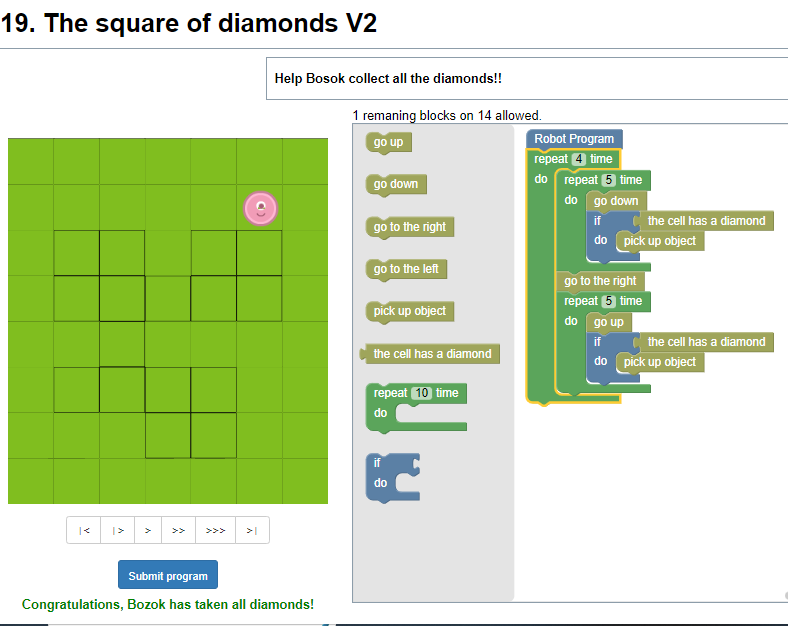 19. The square of diamonds V2
Help Bosok collect all the diamonds!!
1 remaning blocks on 14 allowed.
go up
go down
go to the right
go to the left
pick up object
the cell has a diamond
repeat 10 time
do
if
do
Robot Program
repeat 4 time
do repeat 5 time
do go down
if the cell has a diamond
do pick up object
go to the right
repeat 5 time
do go up
if the cell has a diamond
do pick up object
|< |> > >> >>> >|
Submit program
Congratulations, Bozok has taken all diamonds!